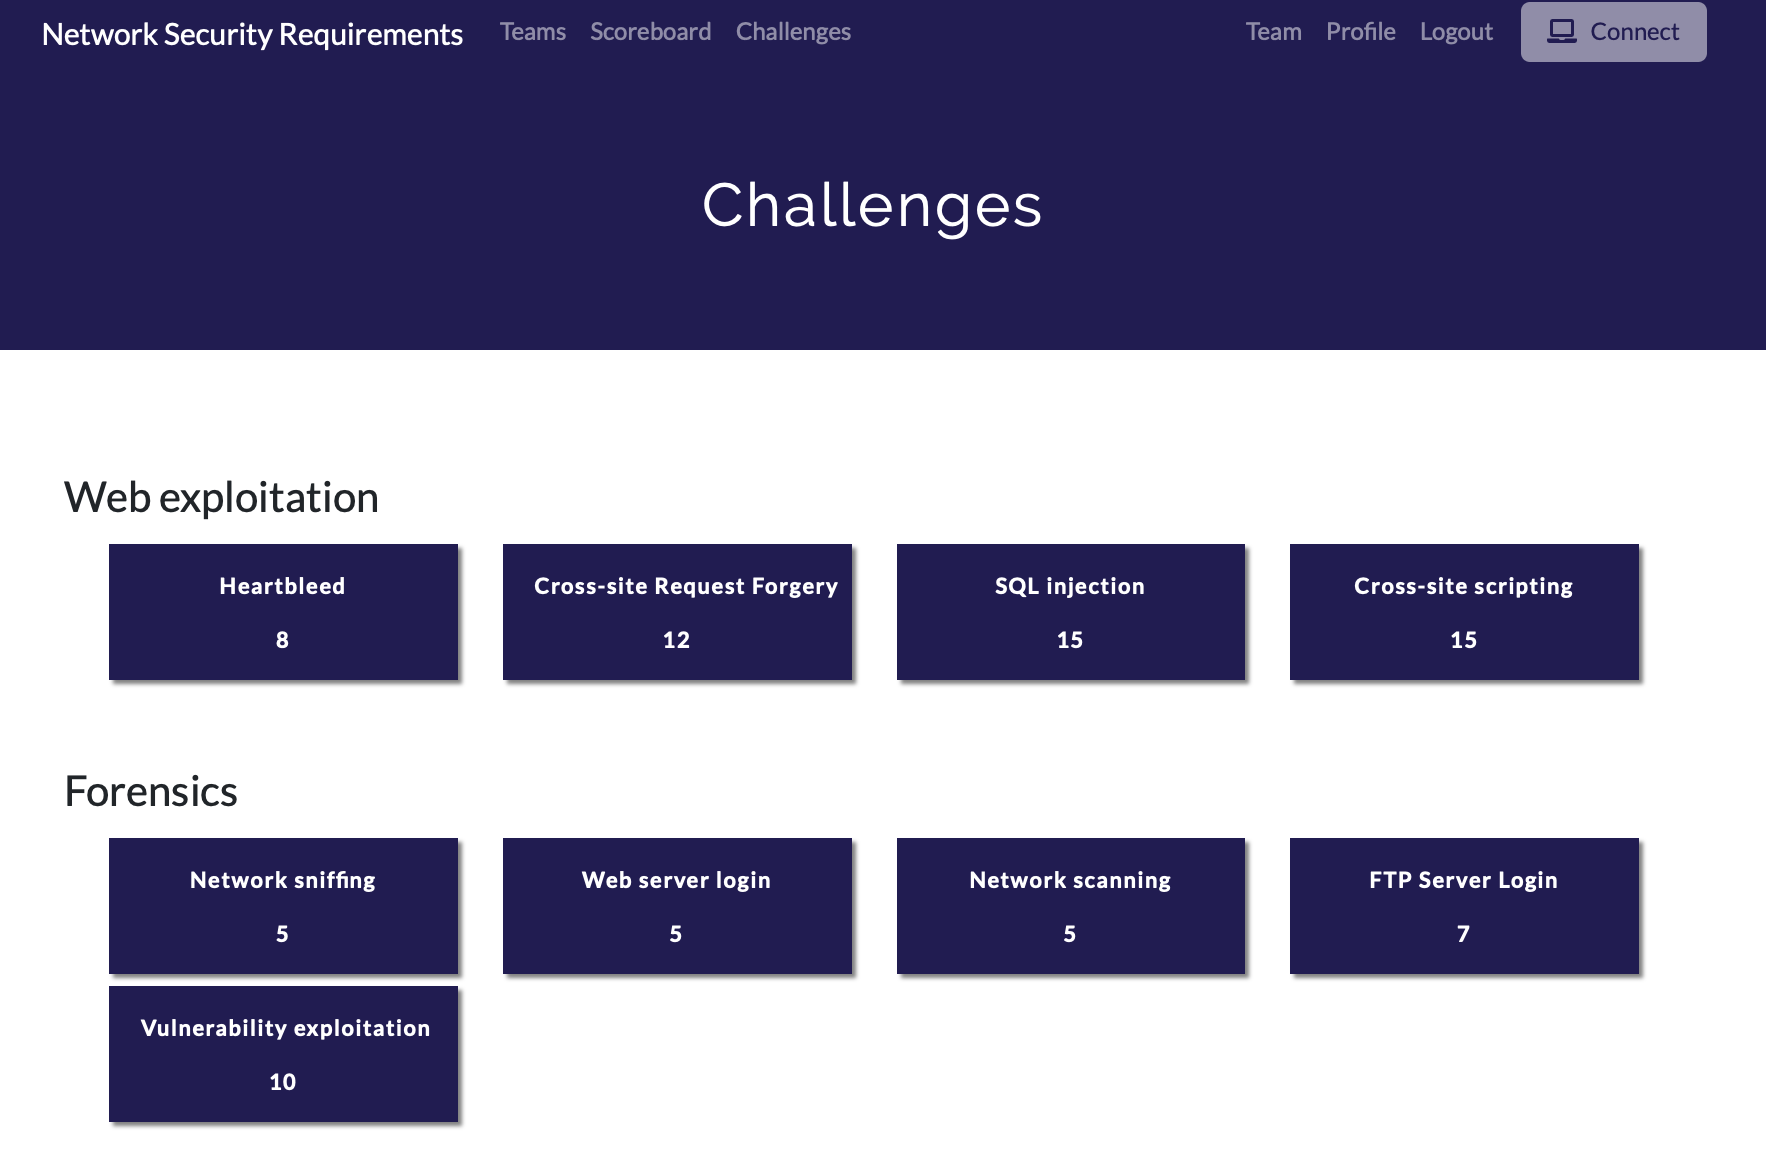 Network Security Requirements Teams Scoreboard Challenges Team Profile Logout Connect
Challenges
Web exploitation
Heartbleed Cross-site Request Forgery SQL injection Cross-site scripting
8 12 15 15
Forensics
Network sniffing Web server login Network scanning FTP Server Login
5 5 5 7
Vulnerability exploitation
10